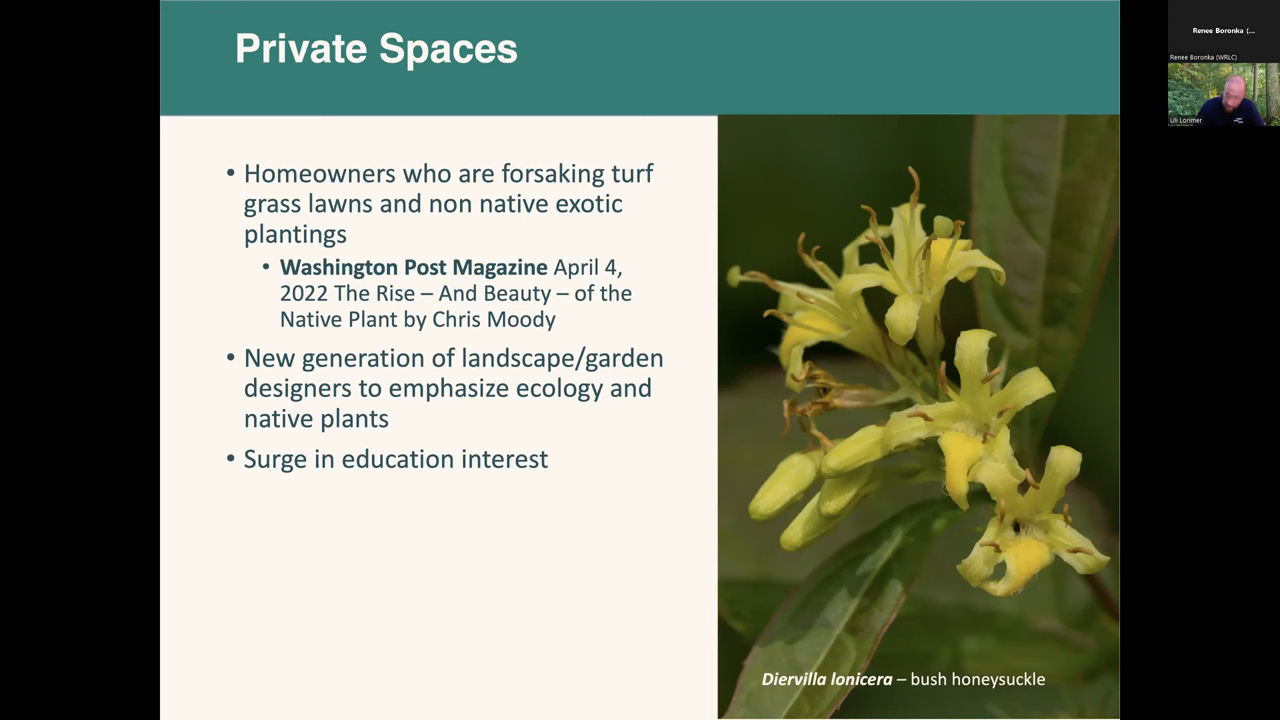 Private Spaces
• Homeowners who are forsaking turf
grass lawns and non native exotic
plantings
• Washington Post Magazine April 4,
2022 The Rise – And Beauty – of the
Native Plant by Chris Moody
• New generation of landscape/garden
designers to emphasize ecology and
native plants
• Surge in education interest
Diervilla lonicera – bush honeysuckle
Renee Boronka (...
Renee Boronka (WRLC)
Uli Lorimer